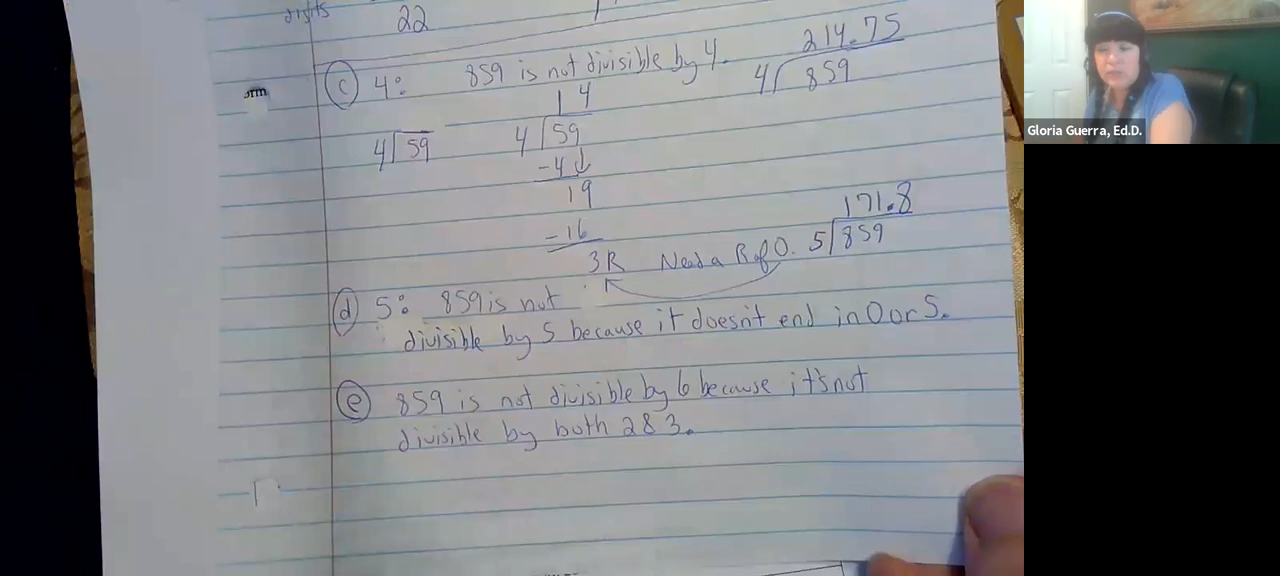 digits
22
214.75
c 4: 859 is not divisible by 4.
4 859
14
4 59
4 59
-4
19
-16
171.8
5 859
3R Need a R of 0.
d 5: 859 is not
divisible by 5 because it doesn't end in 0 or 5.
e 859 is not divisible by 6 because it's not
divisible by both 2 & 3.
Gloria Guerra, Ed.D.